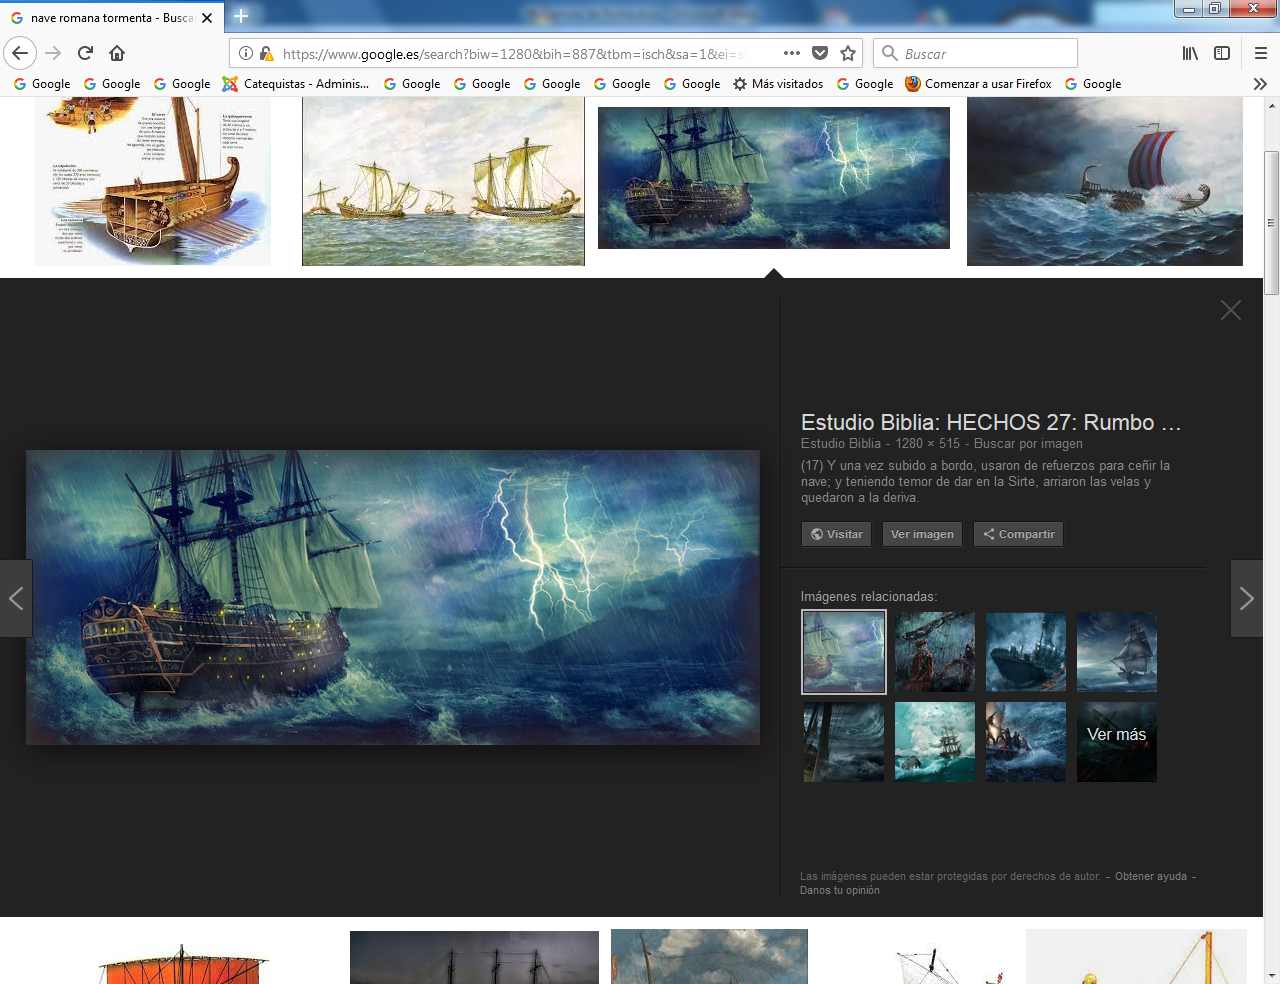 nave romana tormenta - Busca
https://www.google.es/search?biw=1280&bih=887&tbm=isch&sa=1&ei=s
Buscar
Google
Google
Google
Catequistas - Adminis...
Google
Google
Google
Google
Google
Más visitados
Google
Comenzar a usar Firefox
Google
Estudio Biblia: HECHOS 27: Rumbo ...
Estudio Biblia - 1280 × 515 - Buscar por imagen
(17) Y una vez subido a bordo, usaron de refuerzos para ceñir la
nave; y teniendo temor de dar en la Sirte, arriaron las velas y
quedaron a la deriva.
Visitar
Ver imagen
Compartir
Imágenes relacionadas:
Ver más
Las imágenes pueden estar protegidas por derechos de autor. - Obtener ayuda -
Danos tu opinión